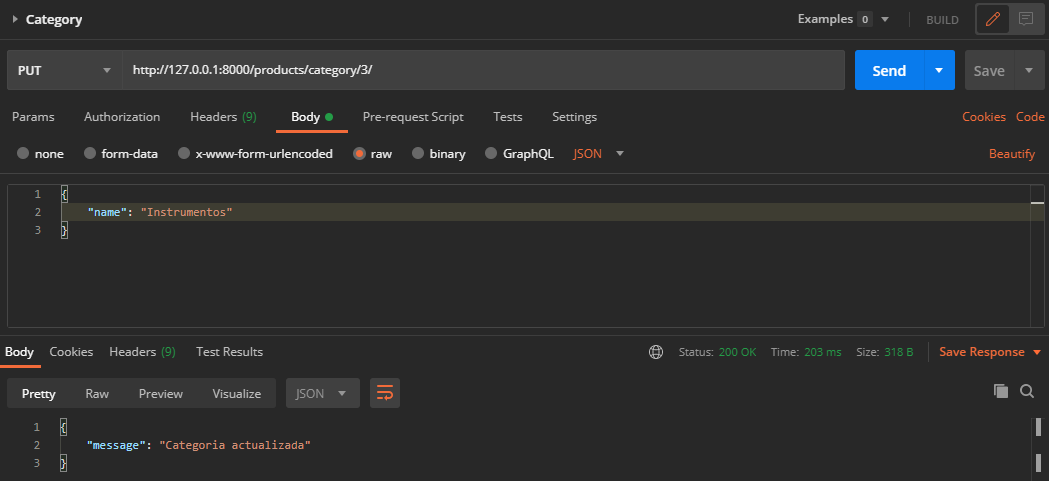 Category
Examples 0 BUILD
PUT http://127.0.0.1:8000/products/category/3/ Send Save
Params Authorization Headers (9) Body Pre-request Script Tests Settings Cookies Code
none form-data x-www-form-urlencoded raw binary GraphQL JSON Beautify
1 {
2 "name": "Instrumentos"
3 }
Body Cookies Headers (9) Test Results Status: 200 OK Time: 203 ms Size: 318 B Save Response
Pretty Raw Preview Visualize JSON
1 {
2 "message": "Categoria actualizada"
3 }